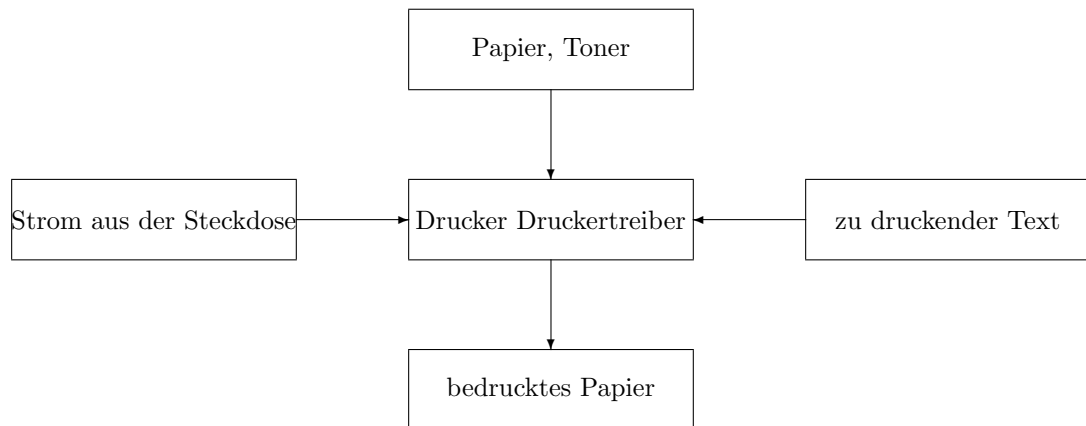 Papier, Toner
Strom aus der Steckdose
Drucker Druckertreiber
zu druckender Text
bedrucktes Papier